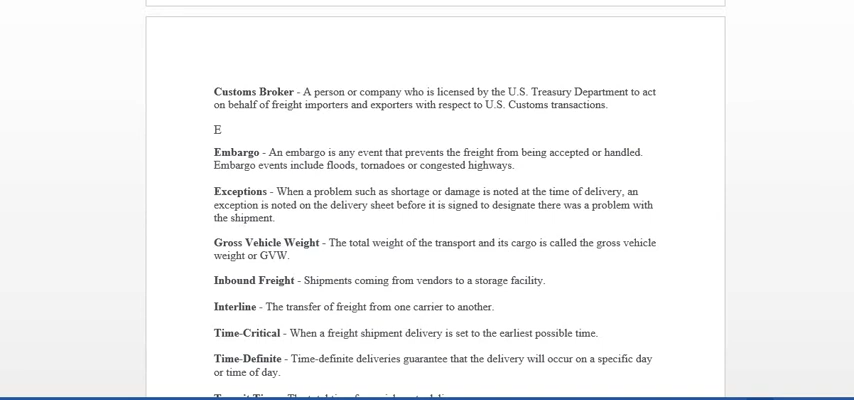 Customs Broker - A person or company who is licensed by the U.S. Treasury Department to act
on behalf of freight importers and exporters with respect to U.S. Customs transactions.
E
Embargo - An embargo is any event that prevents the freight from being accepted or handled.
Embargo events include floods, tornadoes or congested highways.
Exceptions - When a problem such as shortage or damage is noted at the time of delivery, an
exception is noted on the delivery sheet before it is signed to designate there was a problem with
the shipment.
Gross Vehicle Weight - The total weight of the transport and its cargo is called the gross vehicle
weight or GVW.
Inbound Freight - Shipments coming from vendors to a storage facility.
Interline - The transfer of freight from one carrier to another.
Time-Critical - When a freight shipment delivery is set to the earliest possible time.
Time-Definite - Time-definite deliveries guarantee that the delivery will occur on a specific day
or time of day.